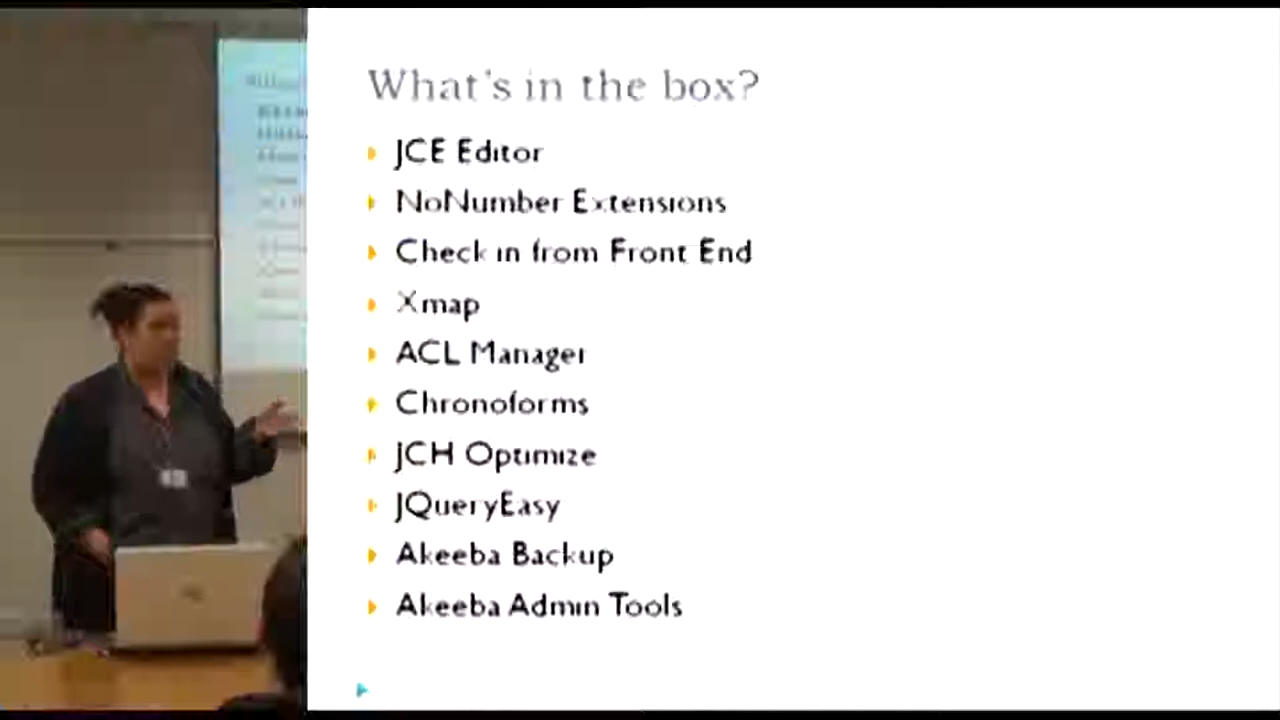 What's in the box?
JCE Editor
NoNumber Extensions
Check in from Front End
Xmap
ACL Manager
Chronoforms
JCH Optimize
JQueryEasy
Akeeba Backup
Akeeba Admin Tools